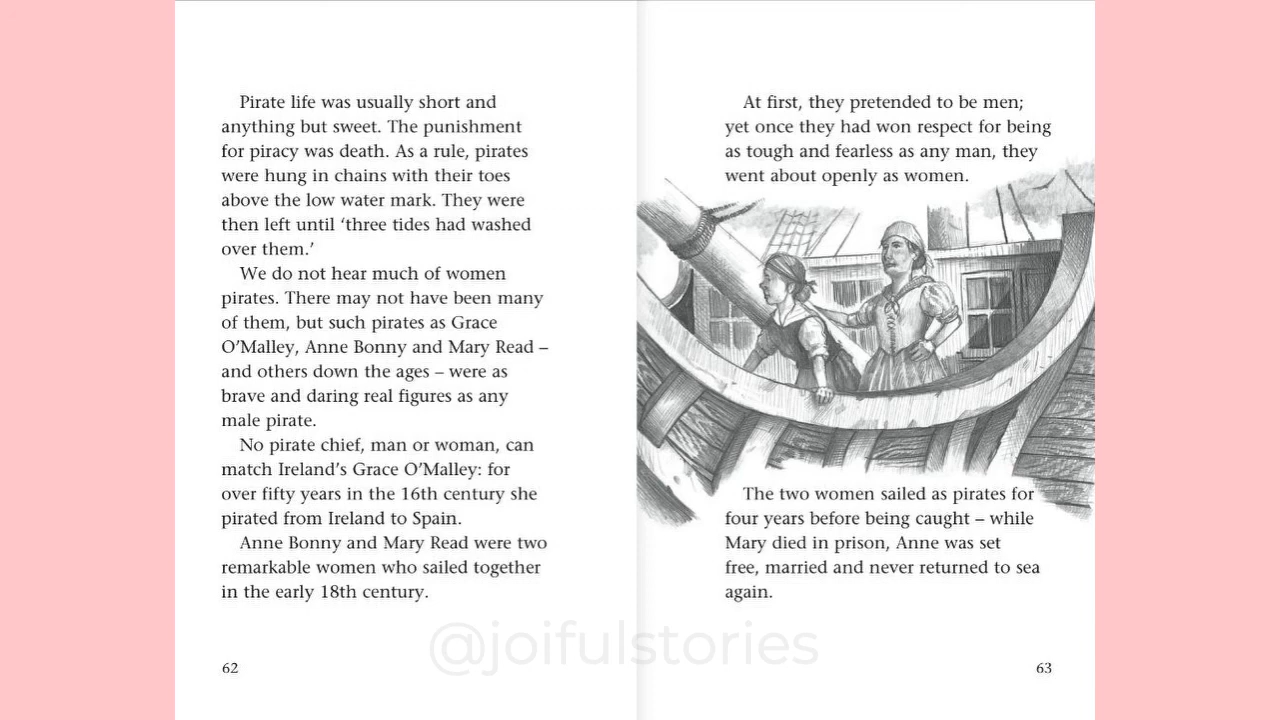 Pirate life was usually short and
anything but sweet. The punishment
for piracy was death. As a rule, pirates
were hung in chains with their toes
above the low water mark. They were
then left until ‘three tides had washed
over them.’
We do not hear much of women
pirates. There may not have been many
of them, but such pirates as Grace
O’Malley, Anne Bonny and Mary Read –
and others down the ages – were as
brave and daring real figures as any
male pirate.
No pirate chief, man or woman, can
match Ireland’s Grace O’Malley: for
over fifty years in the 16th century she
pirated from Ireland to Spain.
Anne Bonny and Mary Read were two
remarkable women who sailed together
in the early 18th century.
62
At first, they pretended to be men;
yet once they had won respect for being
as tough and fearless as any man, they
went about openly as women.
The two women sailed as pirates for
four years before being caught – while
Mary died in prison, Anne was set
free, married and never returned to sea
again.
63
@joifulstories